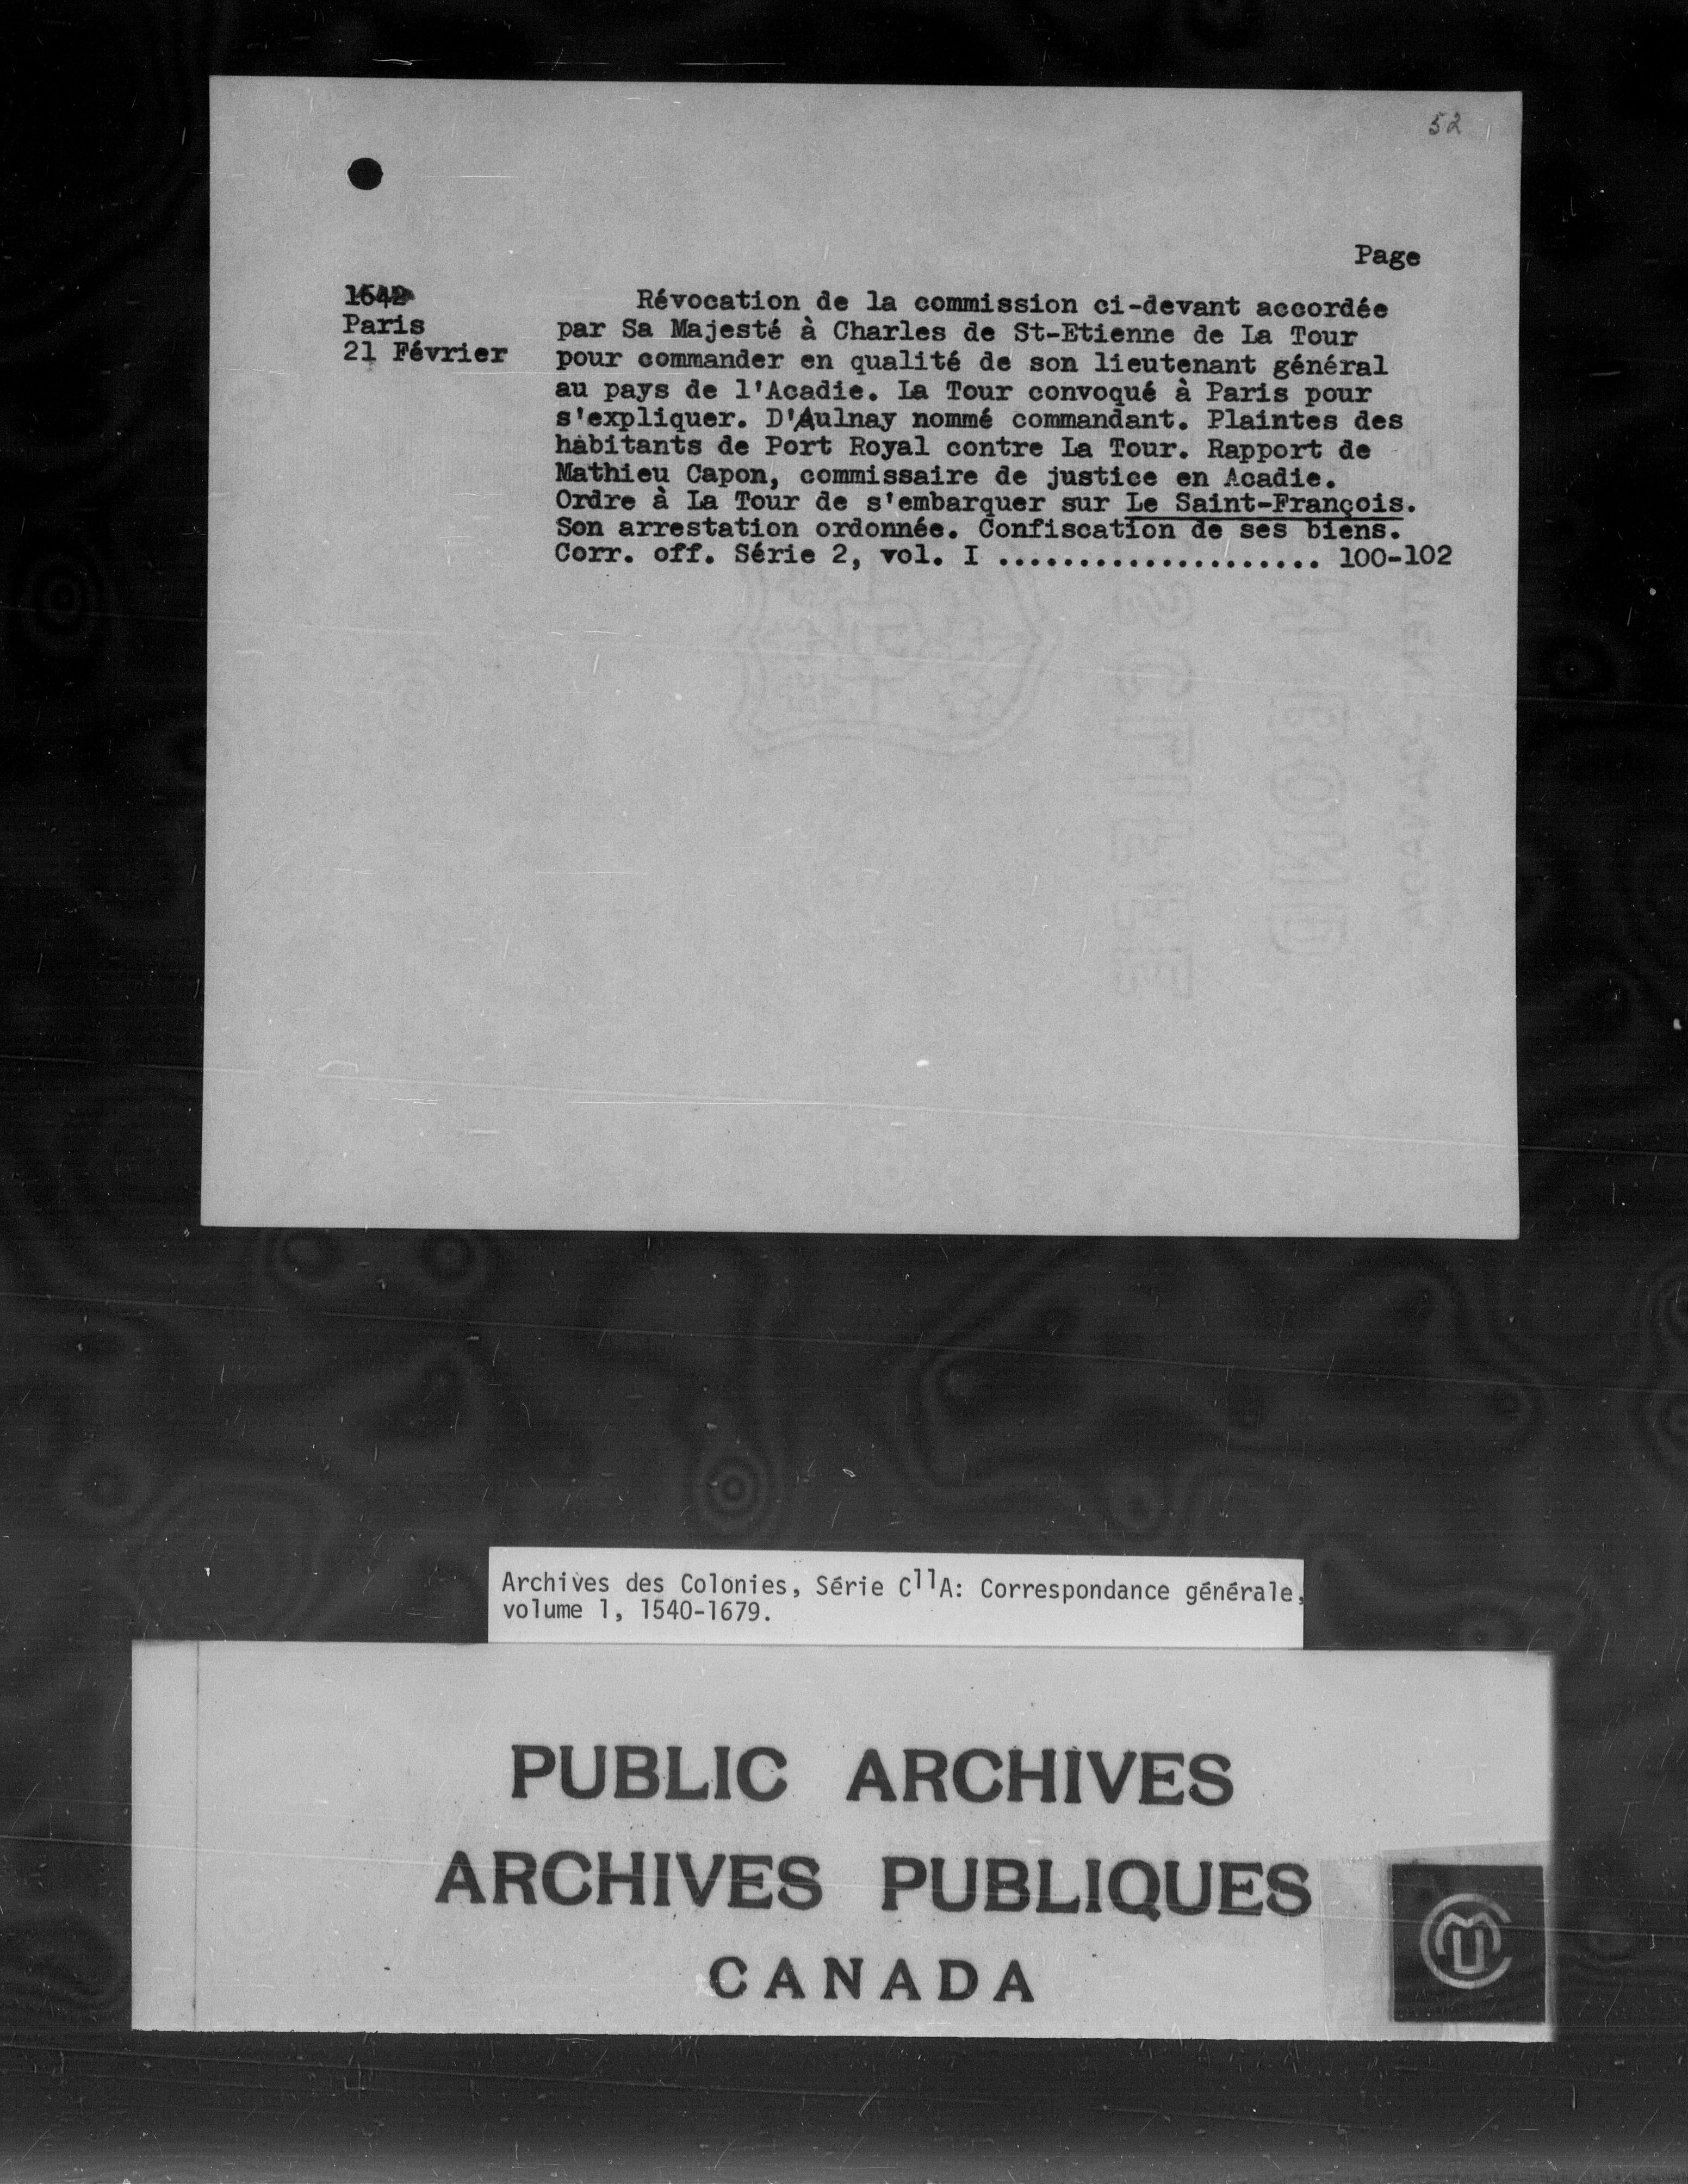 52
Page
Paris
21 Février
Révocation de la commission ci-devant accordée
par Sa Majesté à Charles de St-Etienne de La Tour
pour commander en qualité de son lieutenant général
au pays de l'Acadie. La Tour convoqué à Paris pour
s'expliquer. D'Aulnay nommé commandant. Plaintes des
habitants de Port Royal contre La Tour. Rapport de
Mathieu Capon, commissaire de justice en Acadie.
Ordre à La Tour de s'embarquer sur Le Saint-François.
Son arrestation ordonnée. Confiscation de ses biens.
Corr. off. Série 2, vol. I ..................... 100-102
Archives des Colonies, Série C11A: Correspondance générale,
volume 1, 1540-1679.
PUBLIC ARCHIVES
ARCHIVES PUBLIQUES
CANADA